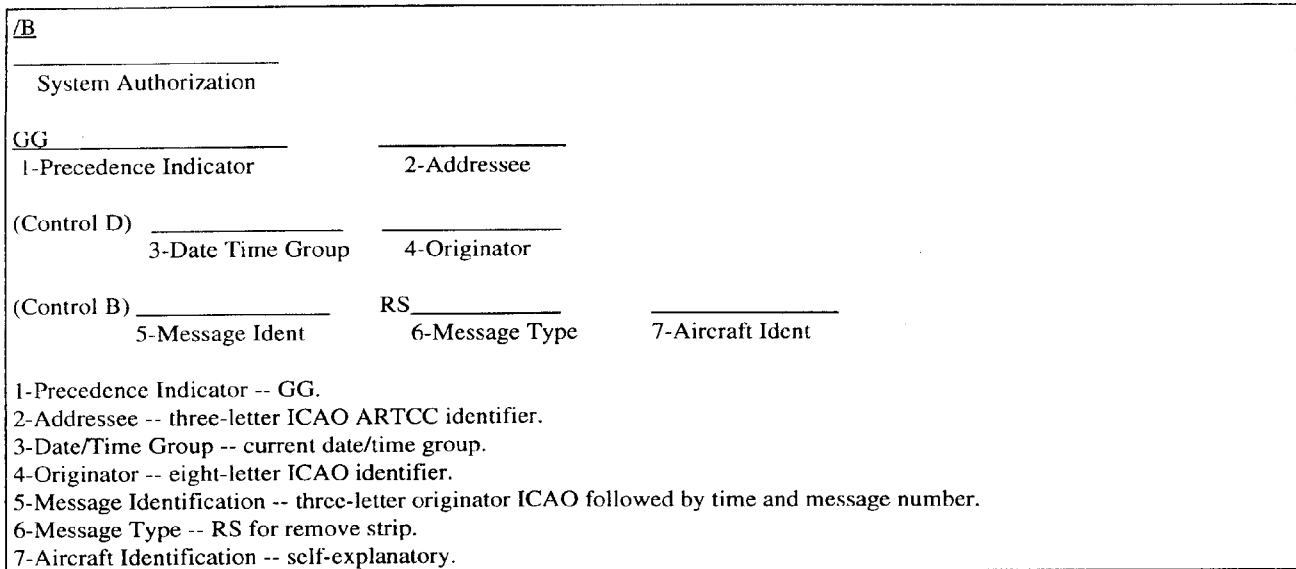 /B
System Authorization
GG
1-Precedence Indicator 2-Addressee
(Control D)
3-Date Time Group 4-Originator
(Control B) RS
5-Message Ident 6-Message Type 7-Aircraft Ident
1-Precedence Indicator -- GG.
2-Addressee -- three-letter ICAO ARTCC identifier.
3-Date/Time Group -- current date/time group.
4-Originator -- eight-letter ICAO identifier.
5-Message Identification -- three-letter originator ICAO followed by time and message number.
6-Message Type -- RS for remove strip.
7-Aircraft Identification -- self-explanatory.